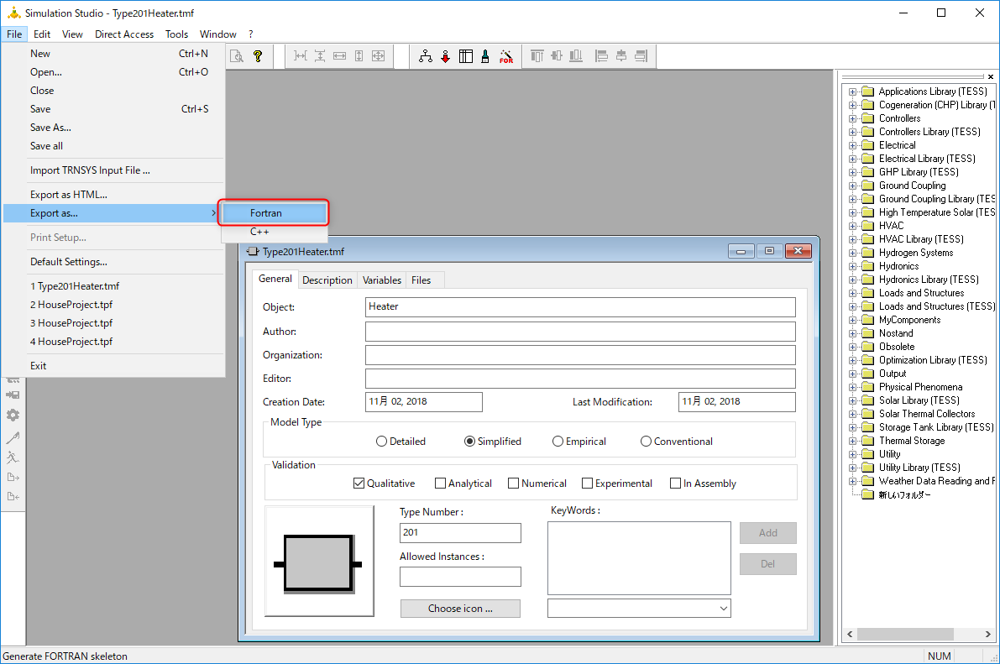 Simulation Studio - Type201Heater.tmf
File Edit View Direct Access Tools Window ?
New Ctrl+N
Open... Ctrl+O
Close
Save Ctrl+S
Save As...
Save all
Import TRNSYS Input File ...
Export as HTML...
Export as...
Print Setup...
Default Settings...
1 Type201Heater.tmf
2 HouseProject.tpf
3 HouseProject.tpf
4 HouseProject.tpf
Exit
Fortran
C++
FOR
Type201Heater.tmf
General Description Variables Files
Object: Heater
Author:
Organization:
Editor:
Creation Date: 11月 02, 2018 Last Modification: 11月 02, 2018
Model Type
Detailed Simplified Empirical Conventional
Validation
Qualitative Analytical Numerical Experimental In Assembly
Type Number : KeyWords :
201
Add
Allowed Instances :
Del
Choose icon ...
Applications Library (TESS)
Cogeneration (CHP) Library (T
Controllers
Controllers Library (TESS)
Electrical
Electrical Library (TESS)
GHP Library (TESS)
Ground Coupling
Ground Coupling Library (TES
High Temperature Solar (TES
HVAC
HVAC Library (TESS)
Hydrogen Systems
Hydronics
Hydronics Library (TESS)
Loads and Structures
Loads and Structures (TESS)
MyComponents
Nostand
Obsolete
Optimization Library (TESS)
Output
Physical Phenomena
Solar Library (TESS)
Solar Thermal Collectors
Storage Tank Library (TESS)
Thermal Storage
Utility
Utility Library (TESS)
Weather Data Reading and F
新しいフォルダー
Generate FORTRAN skeleton NUM